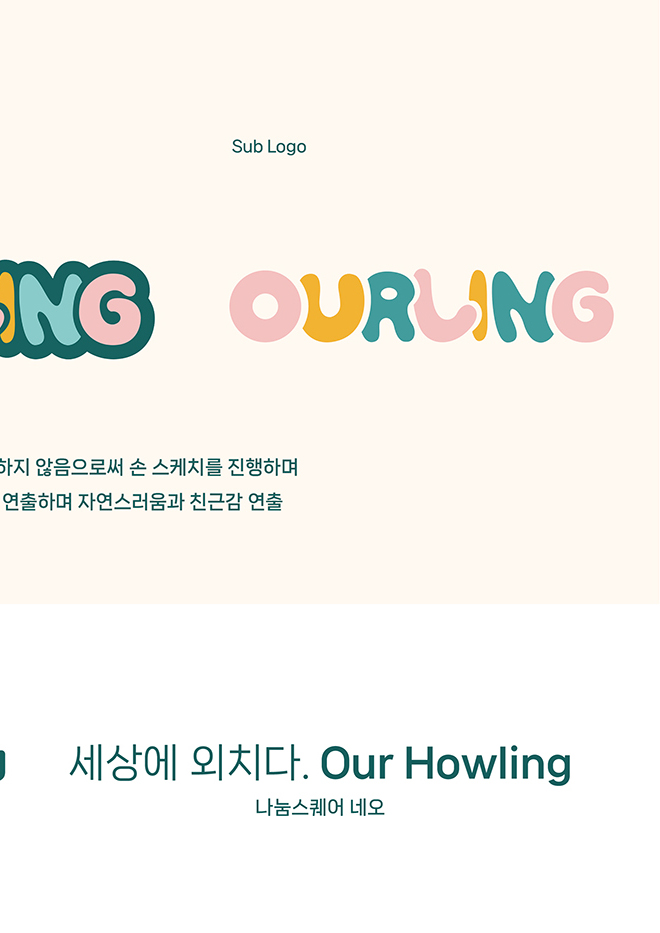 Sub Logo
ING
OURLING
하지 않음으로써 손 스케치를 진행하며
연출하며 자연스러움과 친근감 연출
g
세상에 외치다. Our Howling
나눔스퀘어 네오